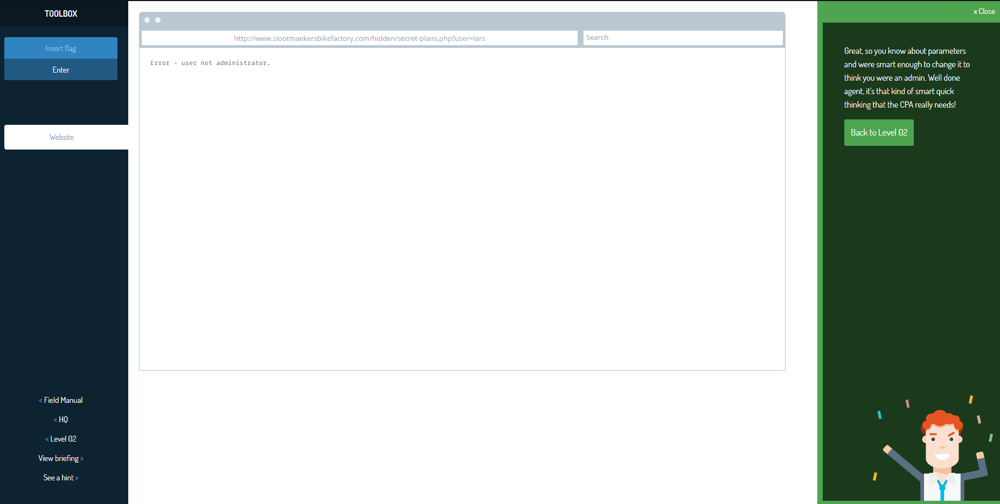 TOOLBOX
Insert flag
Enter
Website
< Field Manual
< HQ
< Level 02
View briefing >
See a hint >
http://www.slootmaekersbikefactory.com/hidden/secret-plans.php?user=lars
Search
Error - user not administrator.
x Close
Great, so you know about parameters
and were smart enough to change it to
think you were an admin. Well done
agent, it's that kind of smart quick
thinking that the CPA really needs!
Back to Level 02